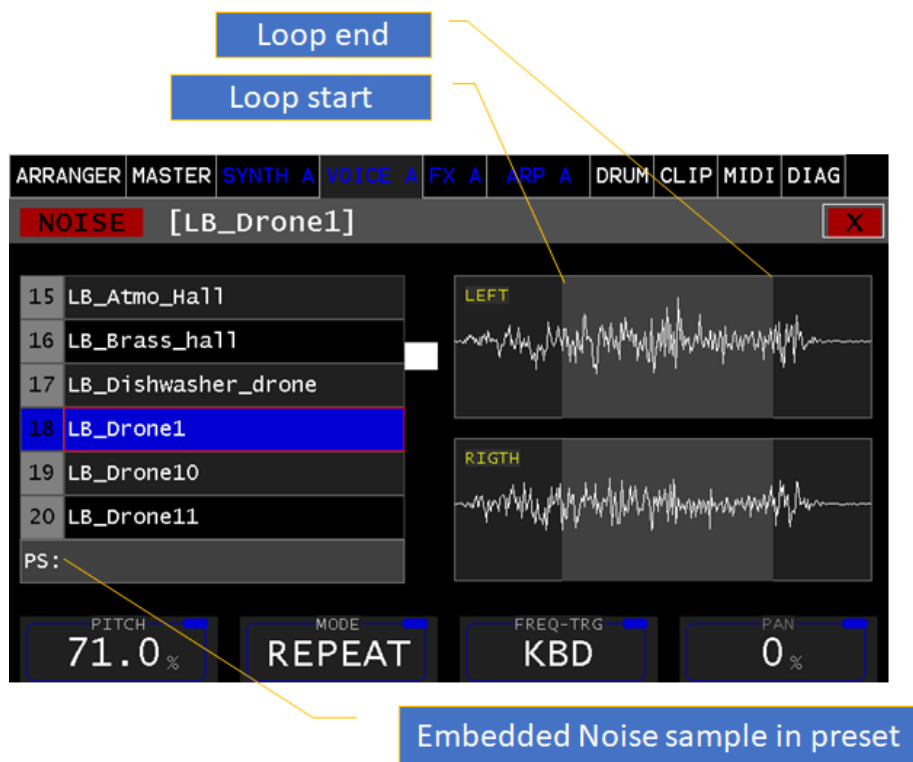 Loop end
Loop start
ARRANGER MASTER SYNTH A VOICE A FX A ARP A DRUM CLIP MIDI DIAG
NOISE [LB_Drone1] X
15 LB_Atmo_Hall
16 LB_Brass_hall
17 LB_Dishwasher_drone
18 LB_Drone1
19 LB_Drone10
20 LB_Drone11
PS:
LEFT
RIGTH
PITCH MODE FREQ-TRG PAN
71.0 % REPEAT KBD 0 %
Embedded Noise sample in preset